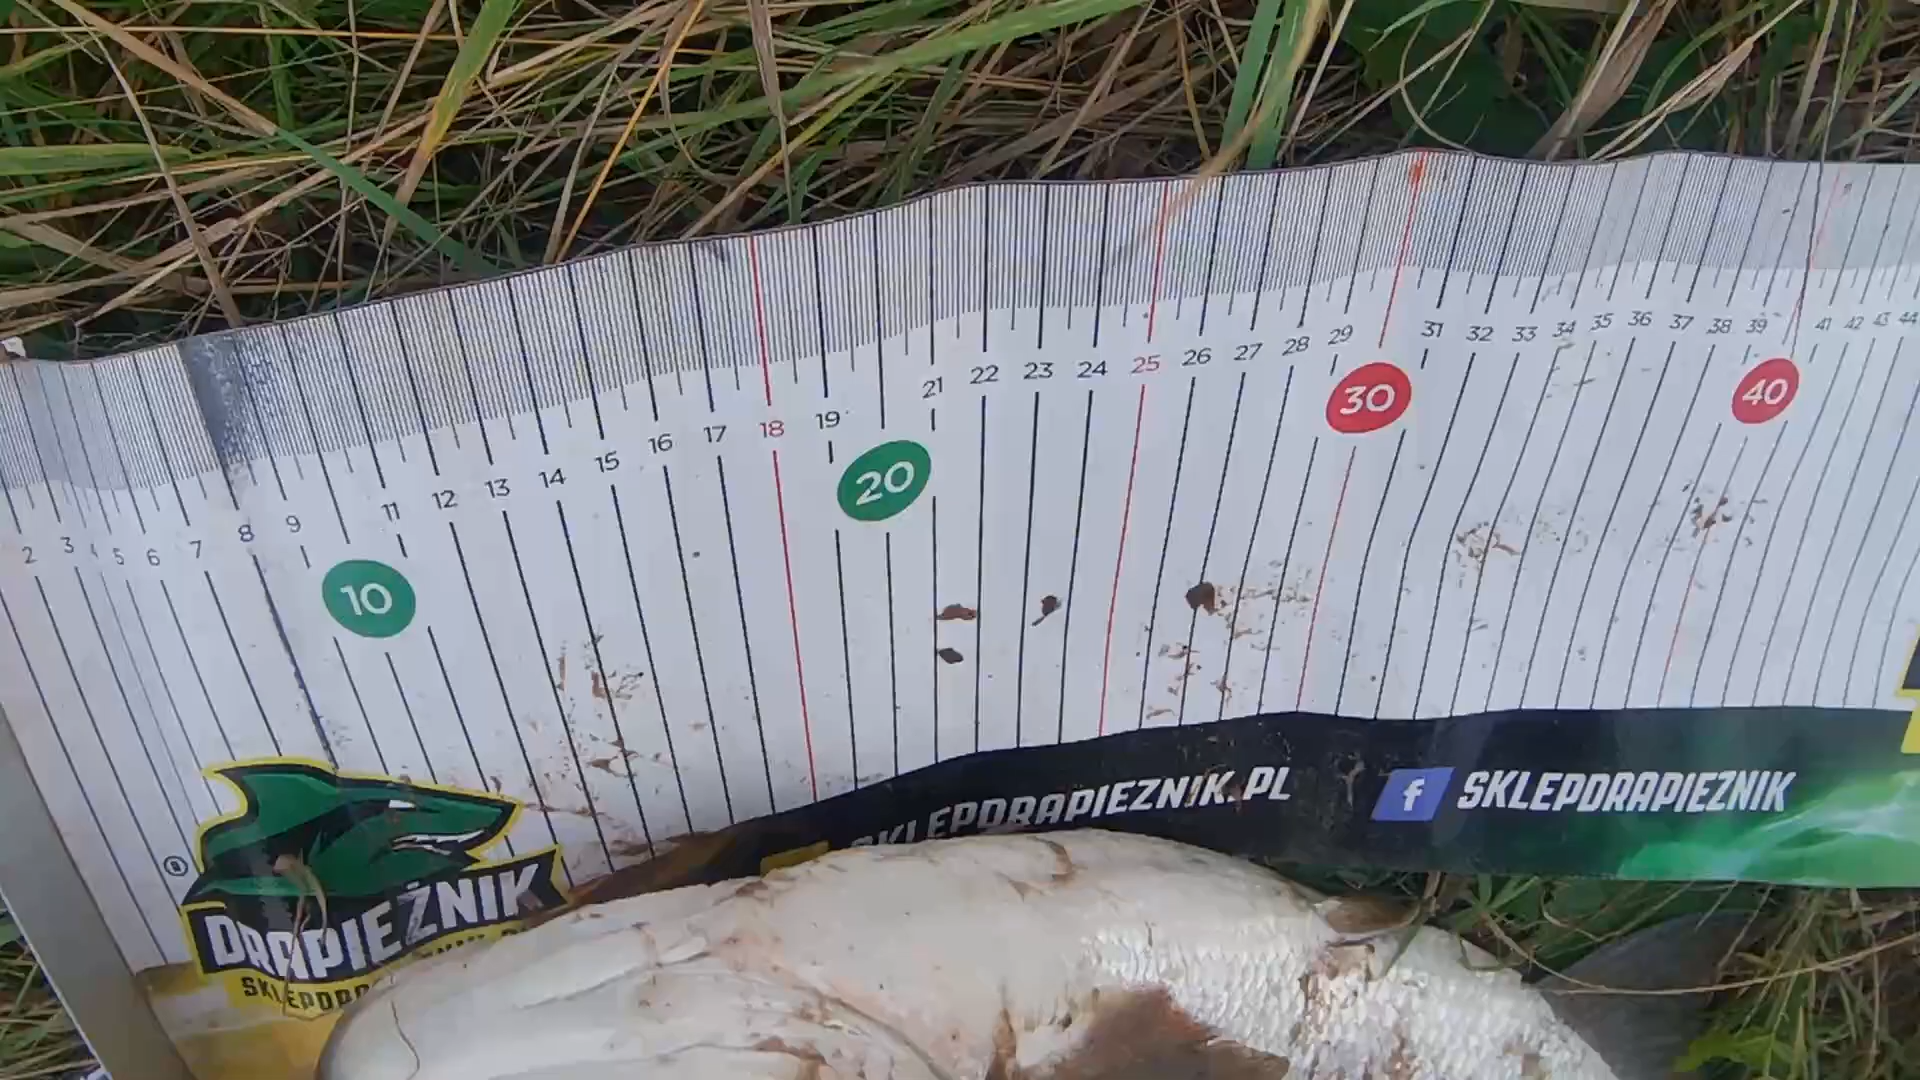 2 3 4 5 6 7 8 9 10 11 12 13 14 15 16 17 18 19 20 21 22 23 24 25 26 27 28 29 30 31 32 33 34 35 36 37 38 39 40 41 42 43 44
®
DRAPIEŻNIK
SKLEPDRAPIEZNIK.PL
f SKLEPDRAPIEZNIK